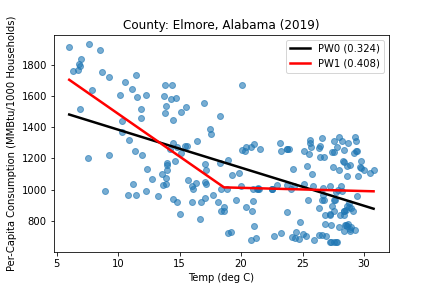 County: Elmore, Alabama (2019)
PW0 (0.324)
PW1 (0.408)
Per-Capita Consumption (MMBtu/1000 Households)
1800
1600
1400
1200
1000
800
5 10 15 20 25 30
Temp (deg C)